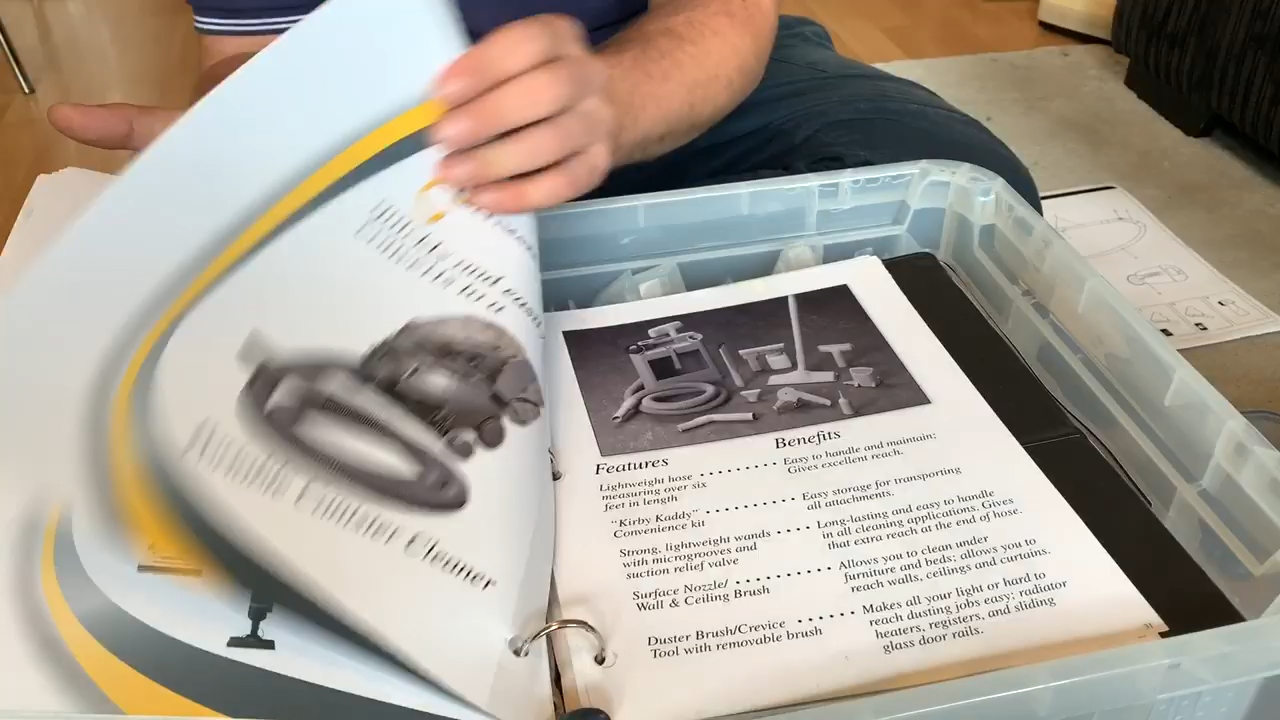 Portable Container Cleaner
Features
Benefits
Lightweight hose ......... Easy to handle and maintain;
measuring over six Gives excellent reach.
feet in length
"Kirby Kaddy" ............ Easy storage for transporting
Convenience kit all attachments.
Strong, lightweight wands ..... Long-lasting and easy to handle
with microgrooves and in all cleaning applications. Gives
suction relief valve that extra reach at the end of hose.
Surface Nozzle/ ............ Allows you to clean under
Wall & Ceiling Brush furniture and beds; allows you to
reach walls, ceilings and curtains.
Duster Brush/Crevice ....... Makes all your light or hard to
Tool with removable brush reach dusting jobs easy; radiator
heaters, registers, and sliding
glass door rails.